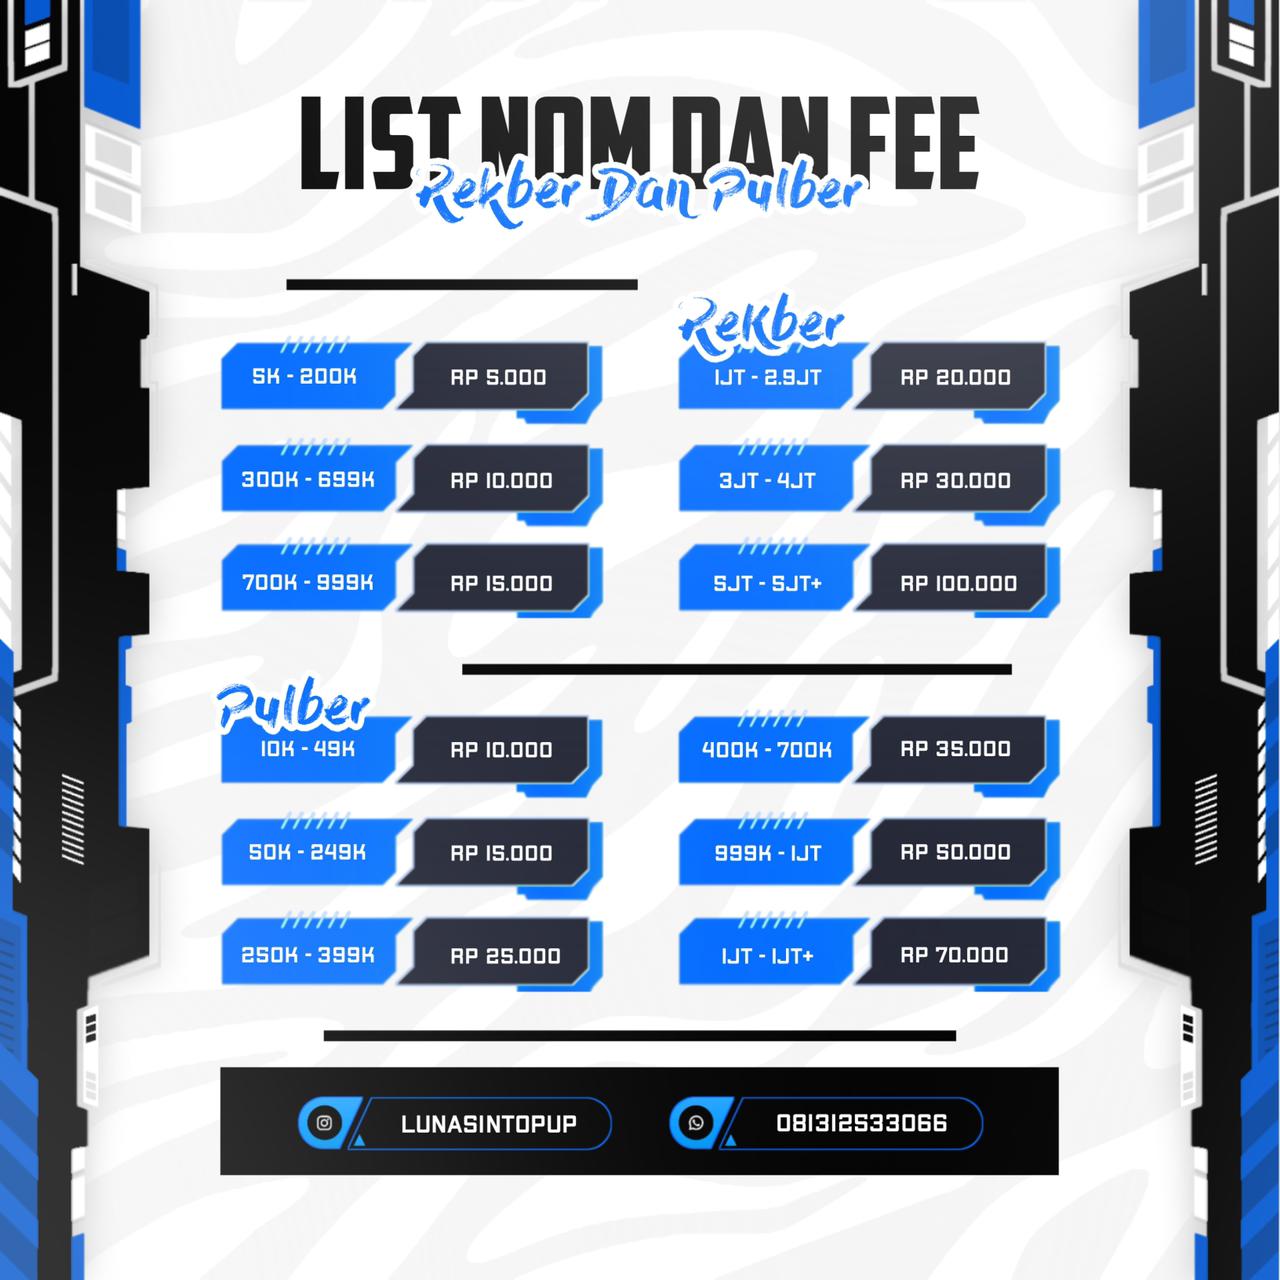 LIST NOM DAN FEE
Rekber Dan Pulber
Rekber
5K - 200K RP 5.000
1JT - 2.9JT RP 20.000
300K - 699K RP 10.000
3JT - 4JT RP 30.000
700K - 999K RP 15.000
5JT - 5JT+ RP 100.000
Pulber
10K - 49K RP 10.000
400K - 700K RP 35.000
50K - 249K RP 15.000
999K - 1JT RP 50.000
250K - 399K RP 25.000
1JT - 1JT+ RP 70.000
LUNASINTOPUP
081312533066